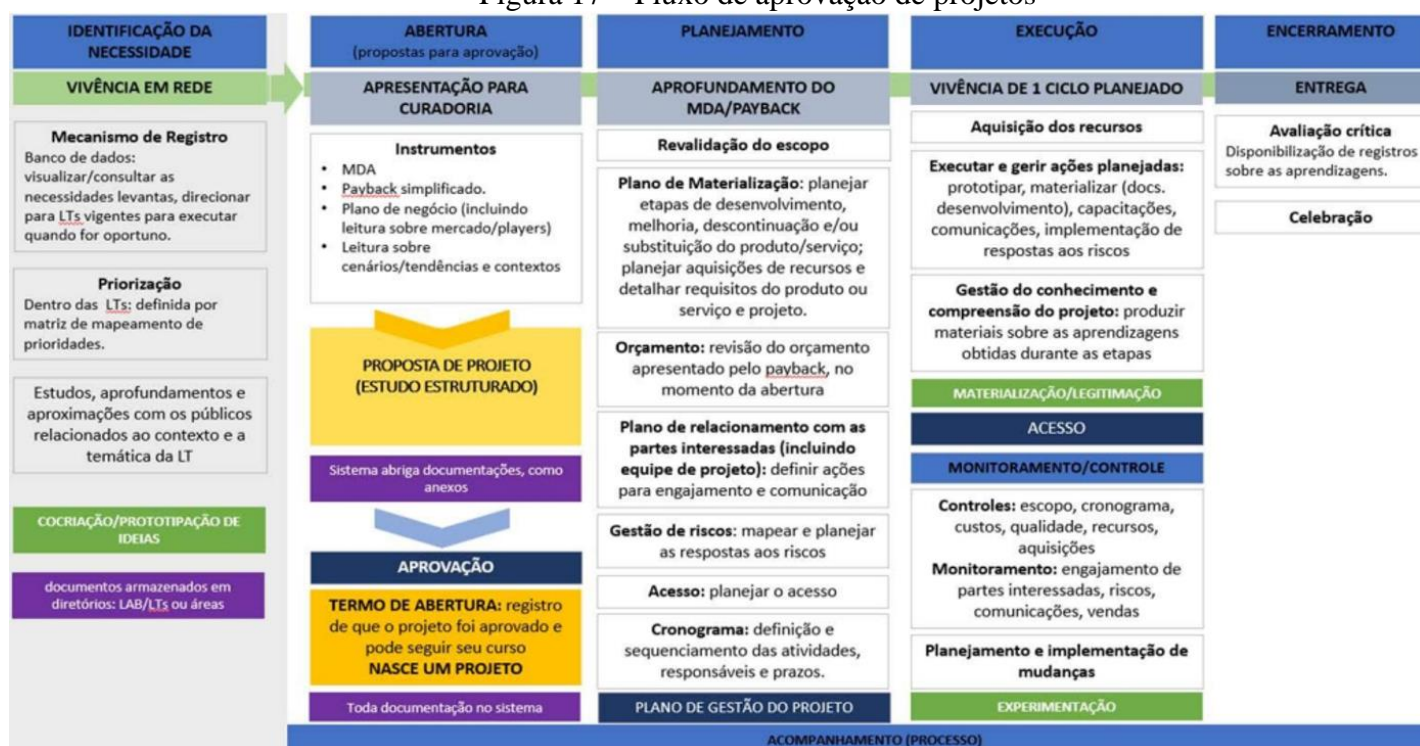 Figura 17 – Fluxo de aprovação de projetos
IDENTIFICAÇÃO DA
NECESSIDADE
VIVÊNCIA EM REDE
Mecanismo de Registro
Banco de dados:
visualizar/consultar as
necessidades levantas, direcionar
para LTs vigentes para executar
quando for oportuno.
Priorização
Dentro das LTs: definida por
matriz de mapeamento de
prioridades.
Estudos, aprofundamentos e
aproximações com os públicos
relacionados ao contexto e a
temática da LT
COCRIAÇÃO/PROTOTIPAÇÃO DE
IDEIAS
documentos armazenados em
diretórios: LAB/LTs ou áreas
ABERTURA
(propostas para aprovação)
APRESENTAÇÃO PARA
CURADORIA
Instrumentos
• MDA
• Payback simplificado.
• Plano de negócio (incluindo
leitura sobre mercado/players)
• Leitura sobre
cenários/tendências e contextos
PROPOSTA DE PROJETO
(ESTUDO ESTRUTURADO)
Sistema abriga documentações, como
anexos
APROVAÇÃO
TERMO DE ABERTURA: registro
de que o projeto foi aprovado e
pode seguir seu curso
NASCE UM PROJETO
Toda documentação no sistema
PLANEJAMENTO
APROFUNDAMENTO DO
MDA/PAYBACK
Revalidação do escopo
Plano de Materialização: planejar
etapas de desenvolvimento,
melhoria, descontinuação e/ou
substituição do produto/serviço;
planejar aquisições de recursos e
detalhar requisitos do produto ou
serviço e projeto.
Orçamento: revisão do orçamento
apresentado pelo payback, no
momento da abertura
Plano de relacionamento com as
partes interessadas (incluindo
equipe de projeto): definir ações
para engajamento e comunicação
Gestão de riscos: mapear e planejar
as respostas aos riscos
Acesso: planejar o acesso
Cronograma: definição e
sequenciamento das atividades,
responsáveis e prazos.
PLANO DE GESTÃO DO PROJETO
EXECUÇÃO
VIVÊNCIA DE 1 CICLO PLANEJADO
Aquisição dos recursos
Executar e gerir ações planejadas:
prototipar, materializar (docs.
desenvolvimento), capacitações,
comunicações, implementação de
respostas aos riscos
Gestão do conhecimento e
compreensão do projeto: produzir
materiais sobre as aprendizagens
obtidas durante as etapas
MATERIALIZAÇÃO/LEGITIMAÇÃO
ACESSO
MONITORAMENTO/CONTROLE
Controles: escopo, cronograma,
custos, qualidade, recursos,
aquisições
Monitoramento: engajamento de
partes interessadas, riscos,
comunicações, vendas
Planejamento e implementação de
mudanças
EXPERIMENTAÇÃO
ENCERRAMENTO
ENTREGA
Avaliação crítica
Disponibilização de registros
sobre as aprendizagens.
Celebração
ACOMPANHAMENTO (PROCESSO)